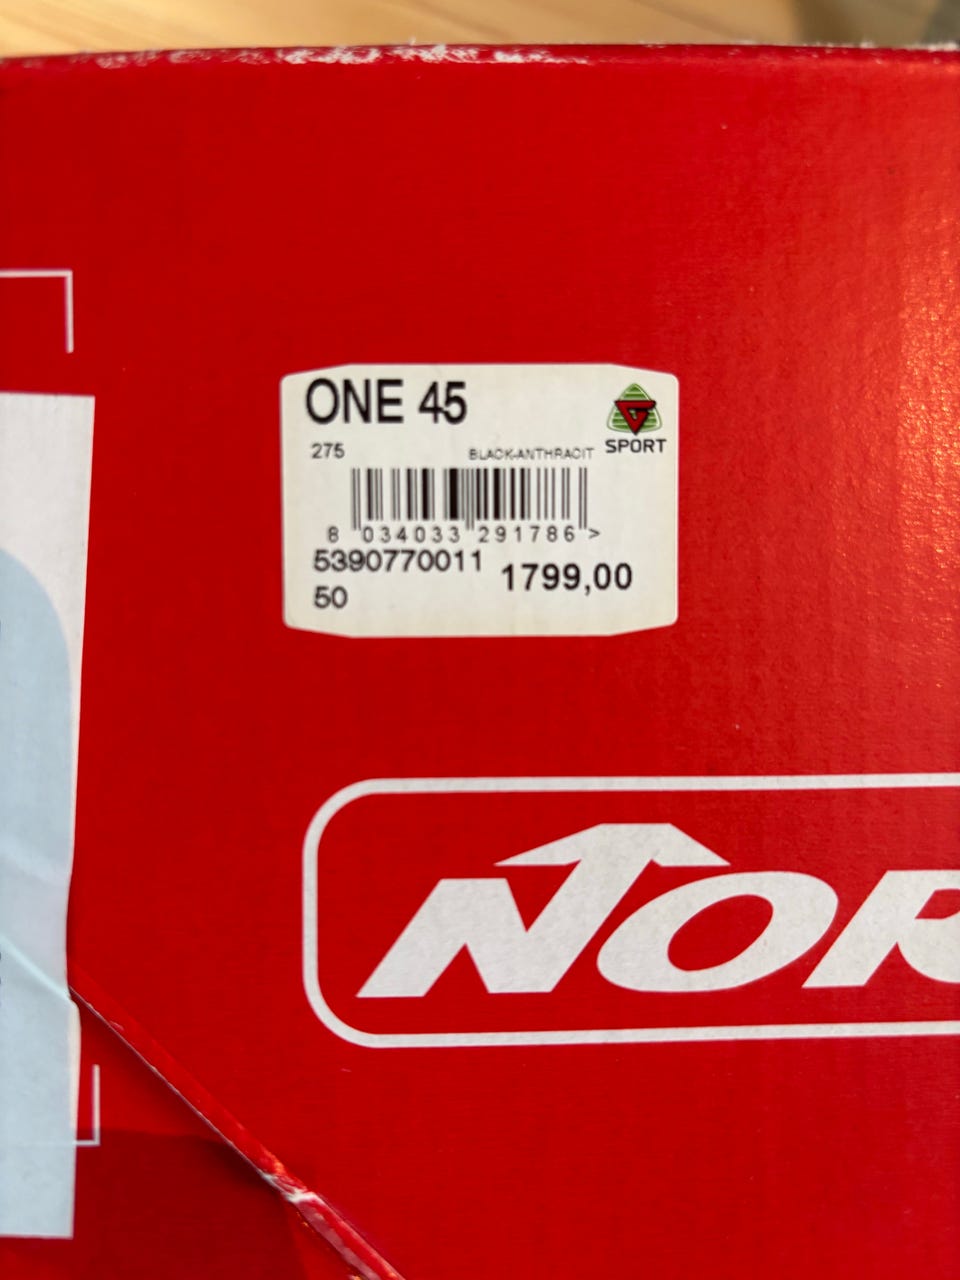 ONE 45
275 BLACK-ANTHRACIT SPORT
8 034033 291786 >
5390770011 1799,00
50
NOR